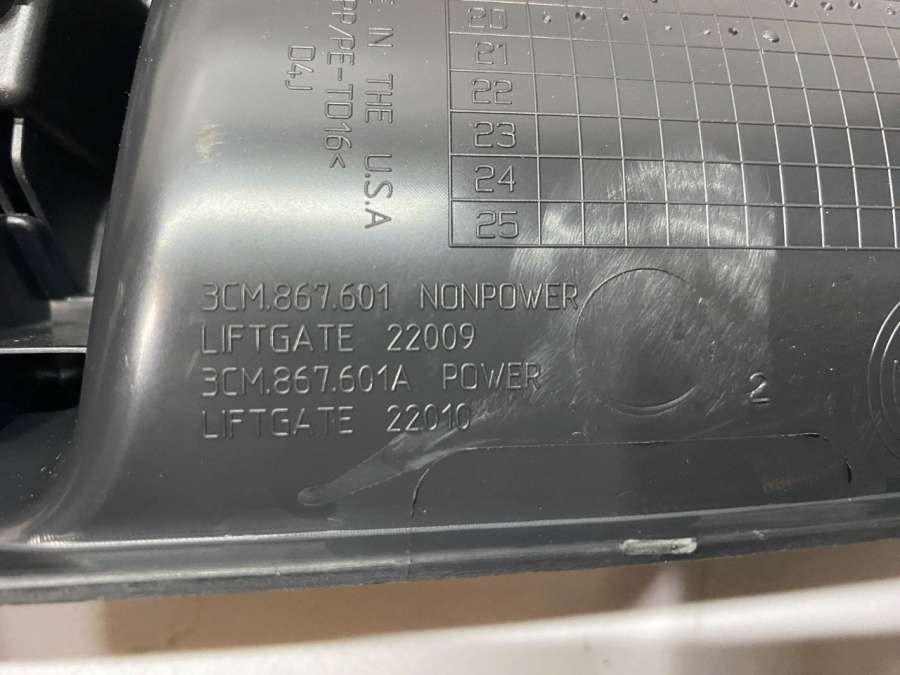 IN THE U.S.A
PP/PE-TD16<
D4J
20
21
22
23
24
25
3CM.867.601 NONPOWER
LIFTGATE 22009
3CM.867.601A POWER
LIFTGATE 22010
2